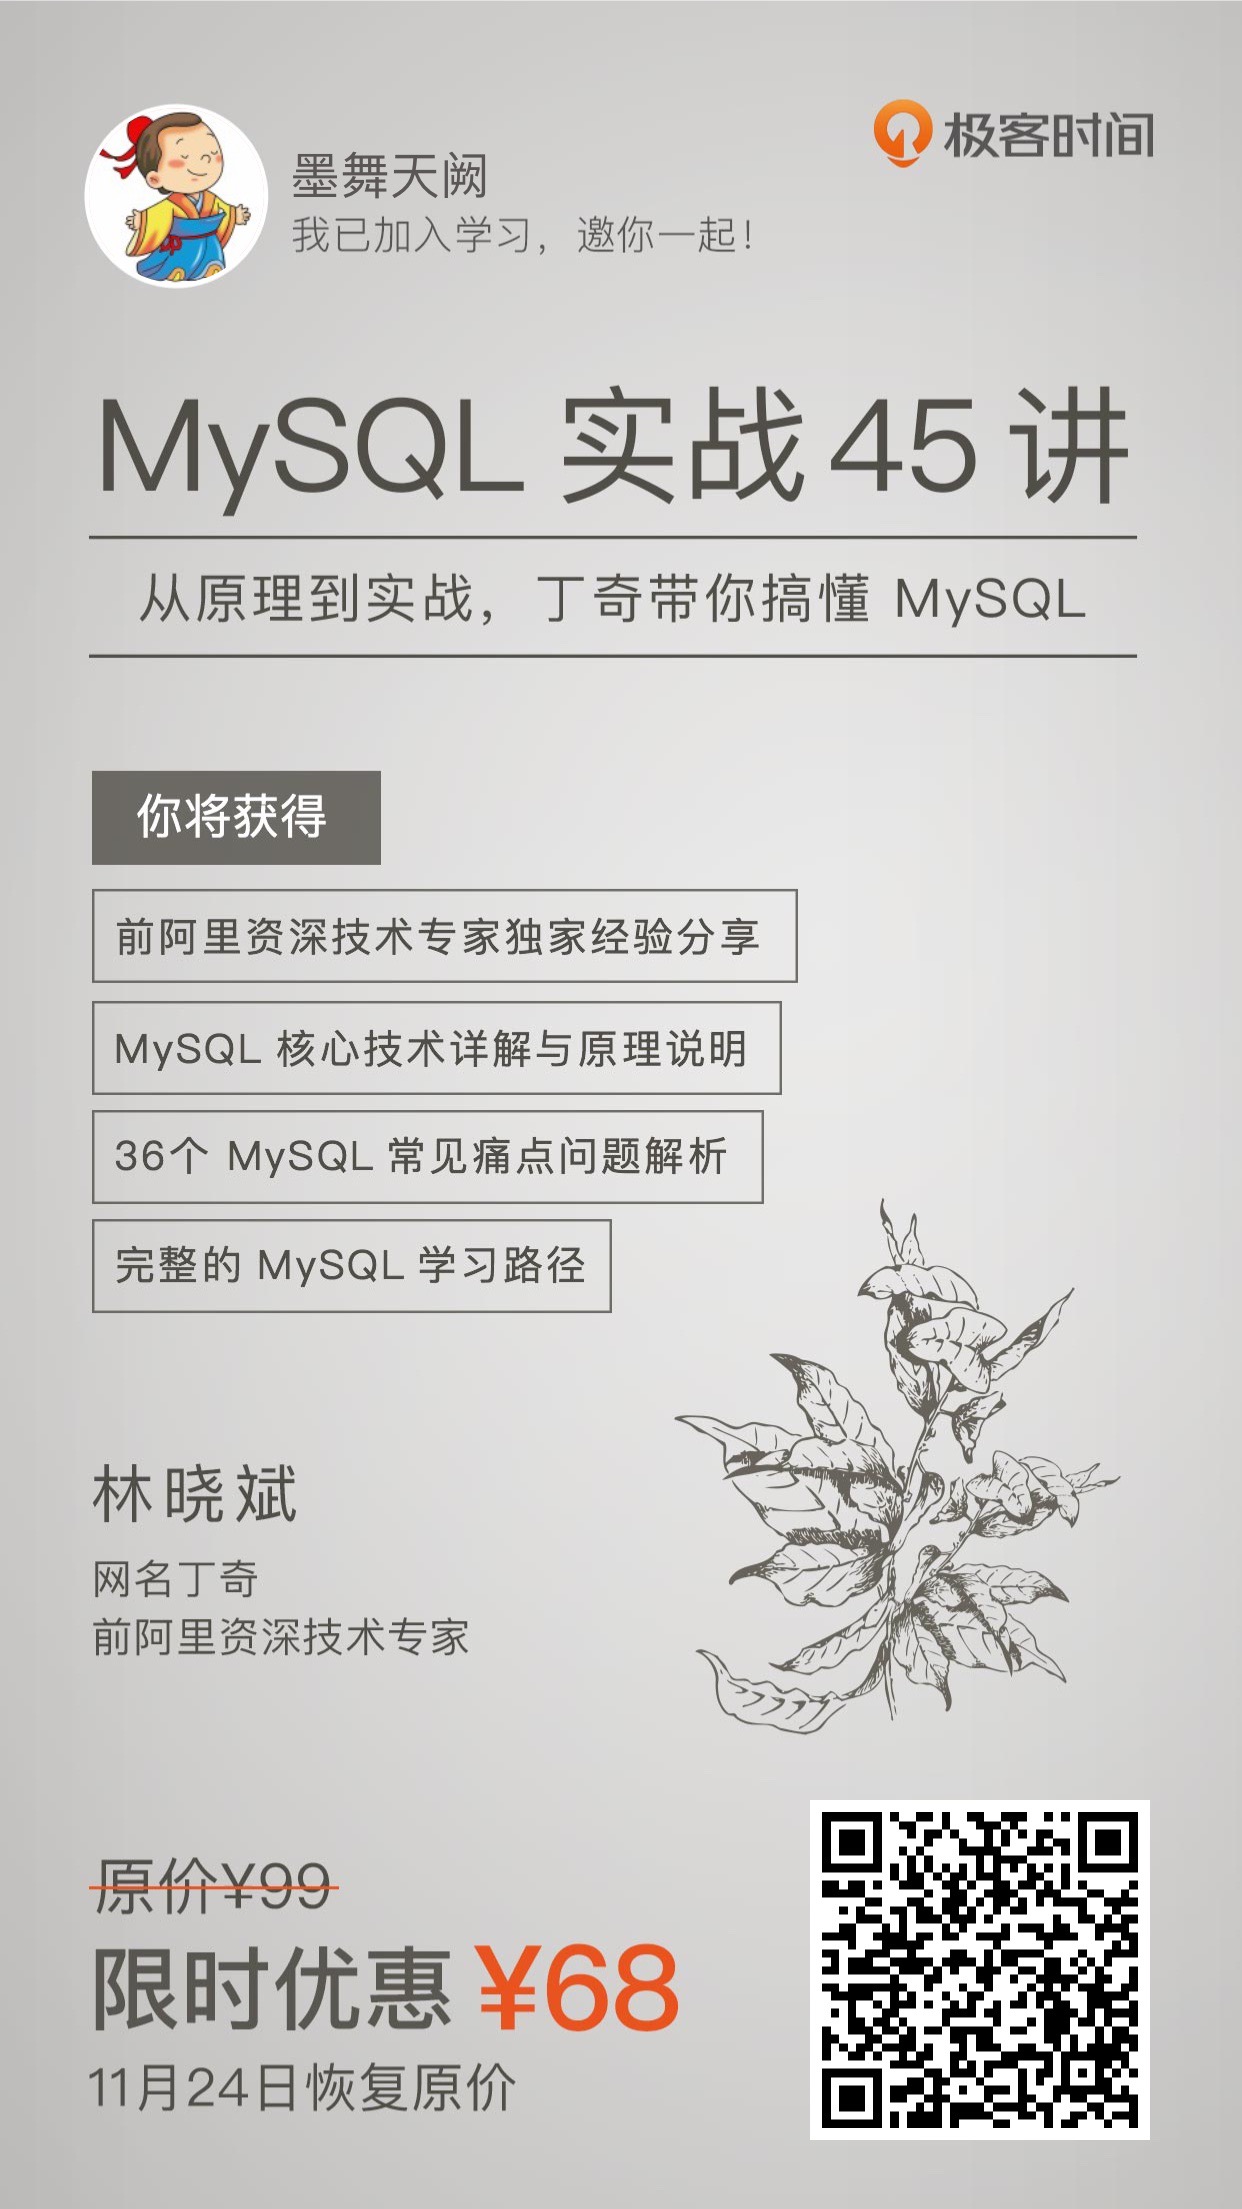 极客时间
墨舞天阙
我已加入学习，邀你一起！
MySQL 实战 45 讲
从原理到实战，丁奇带你搞懂 MySQL
你将获得
前阿里资深技术专家独家经验分享
MySQL 核心技术详解与原理说明
36个 MySQL 常见痛点问题解析
完整的 MySQL 学习路径
林晓斌
网名丁奇
前阿里资深技术专家
原价¥99
限时优惠 ¥68
11月24日恢复原价